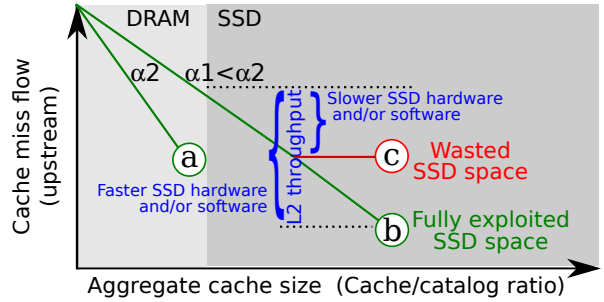 DRAM SSD
α2 α1<α2
Cache miss flow
(upstream)
L2 throughput
Slower SSD hardware
and/or software
a
c
Wasted
SSD space
Faster SSD hardware
and/or software
b
Fully exploited
SSD space
Aggregate cache size (Cache/catalog ratio)